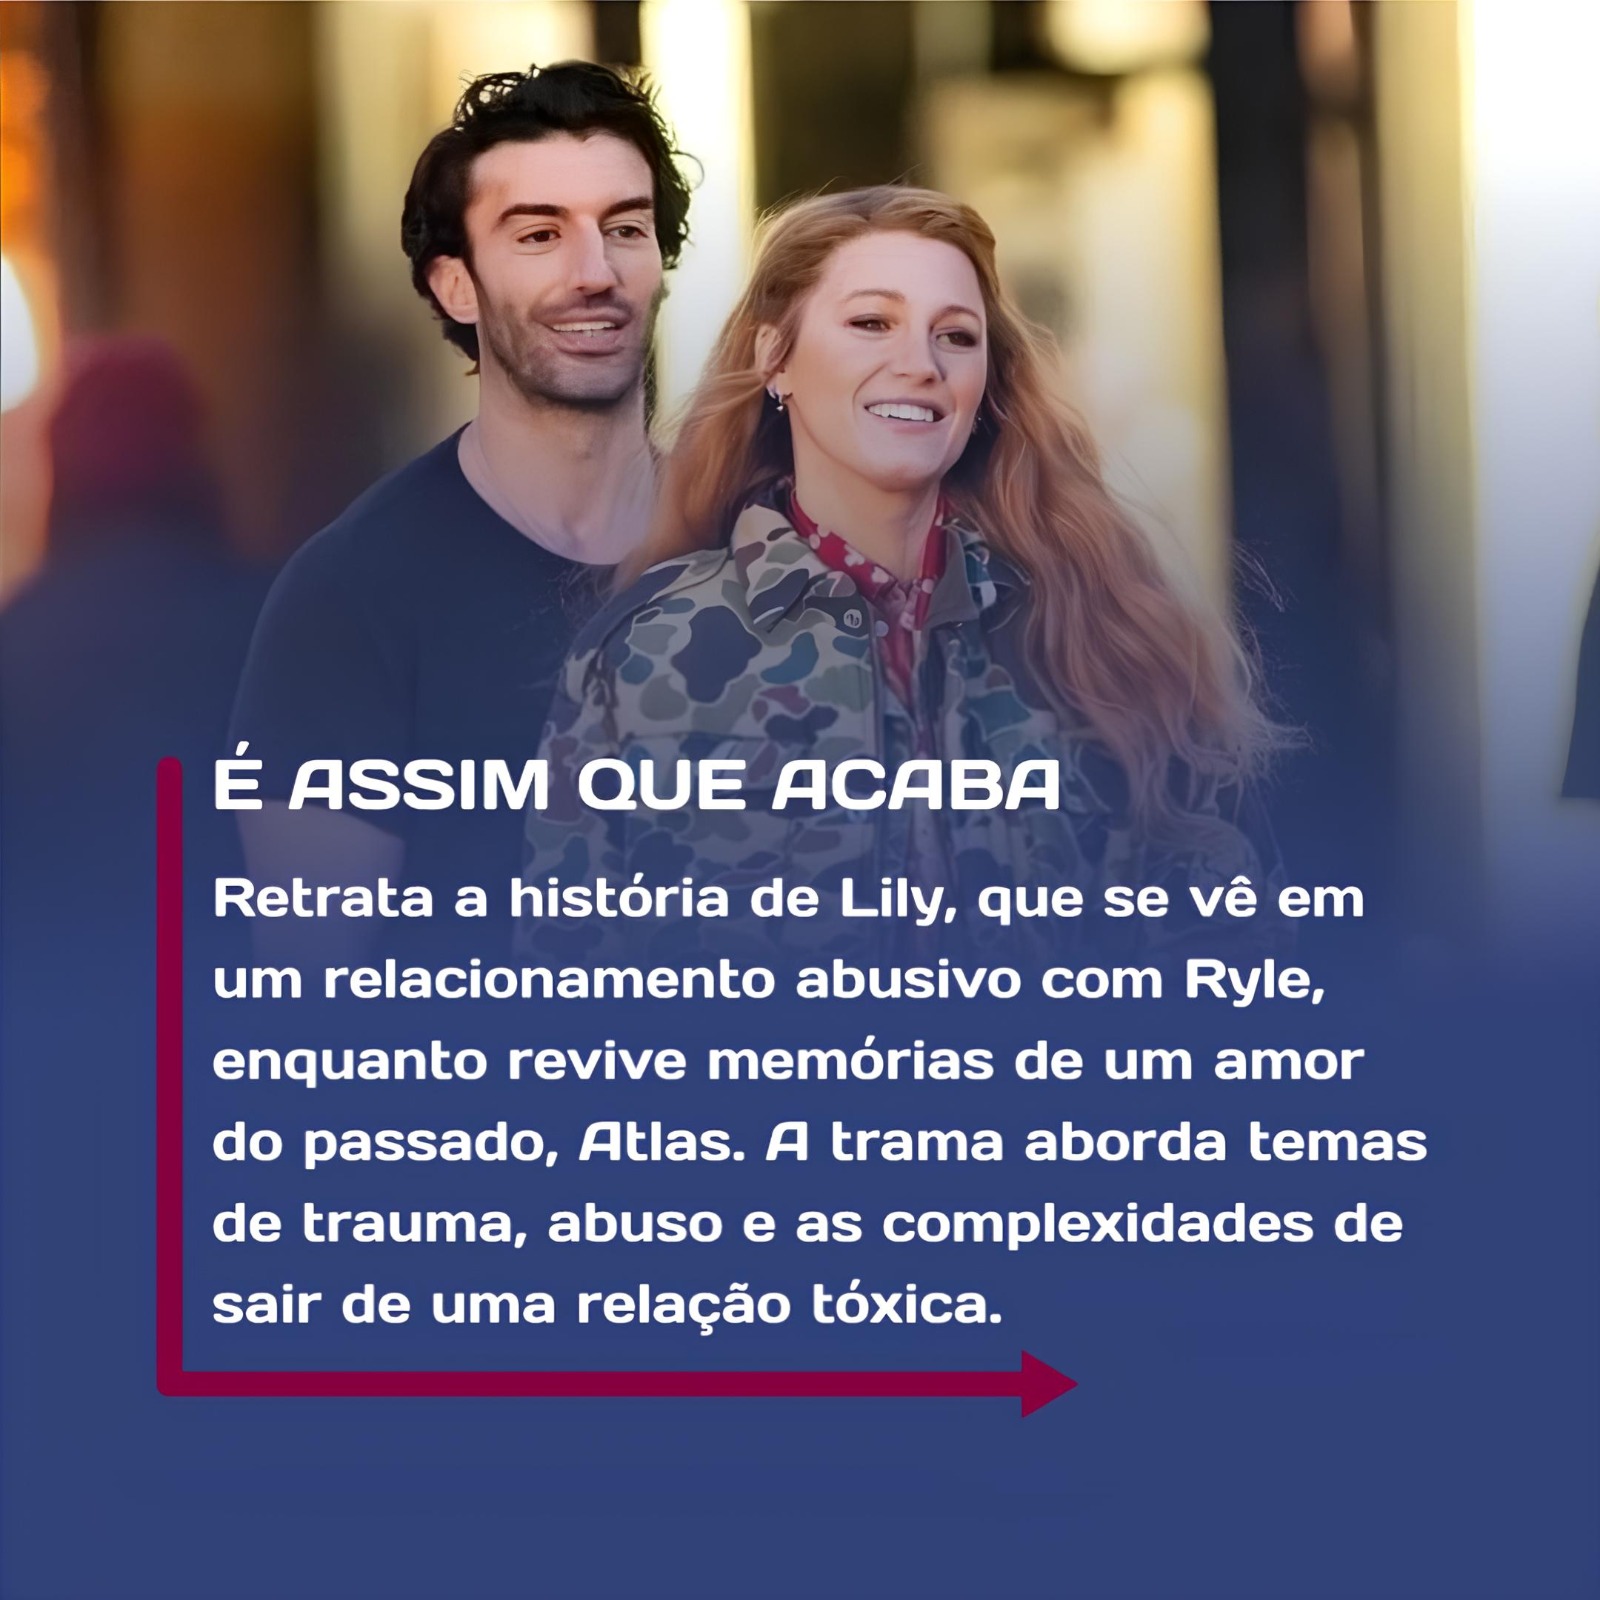 É ASSIM QUE ACABA
Retrata a história de Lily, que se vê em
um relacionamento abusivo com Ryle,
enquanto revive memórias de um amor
do passado, Atlas. A trama aborda temas
de trauma, abuso e as complexidades de
sair de uma relação tóxica.